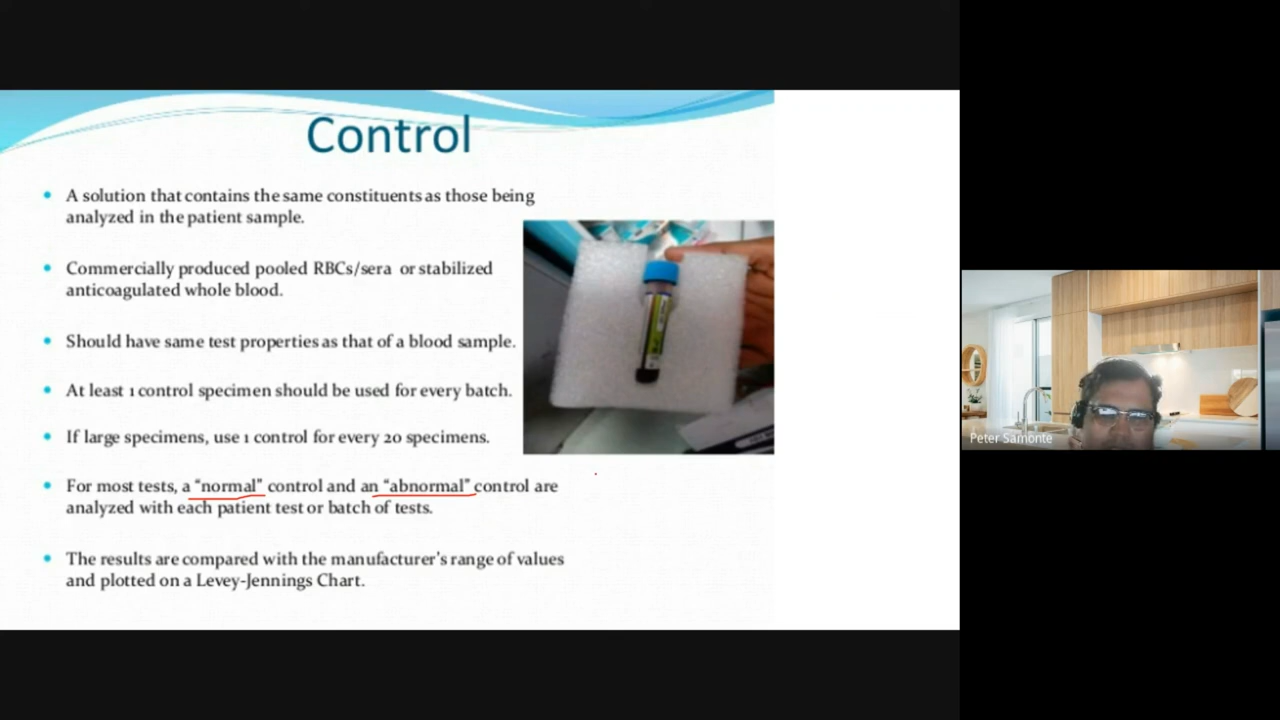 Control
• A solution that contains the same constituents as those being
analyzed in the patient sample.
• Commercially produced pooled RBCs/sera or stabilized
anticoagulated whole blood.
• Should have same test properties as that of a blood sample.
• At least 1 control specimen should be used for every batch.
• If large specimens, use 1 control for every 20 specimens.
• For most tests, a "normal" control and an "abnormal" control are
analyzed with each patient test or batch of tests.
• The results are compared with the manufacturer's range of values
and plotted on a Levey-Jennings Chart.
Peter Samonte